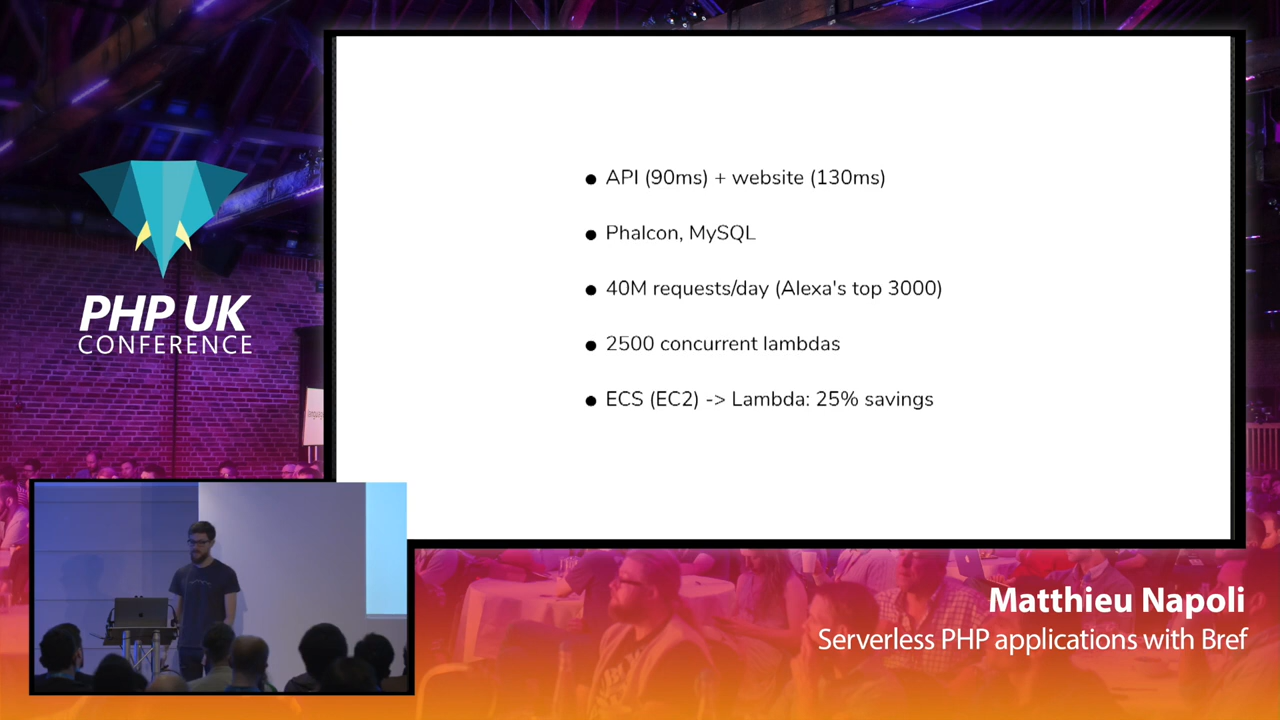 ● API (90ms) + website (130ms)
● Phalcon, MySQL
● 40M requests/day (Alexa's top 3000)
● 2500 concurrent lambdas
● ECS (EC2) -> Lambda: 25% savings
PHP UK
CONFERENCE
Matthieu Napoli
Serverless PHP applications with Bref